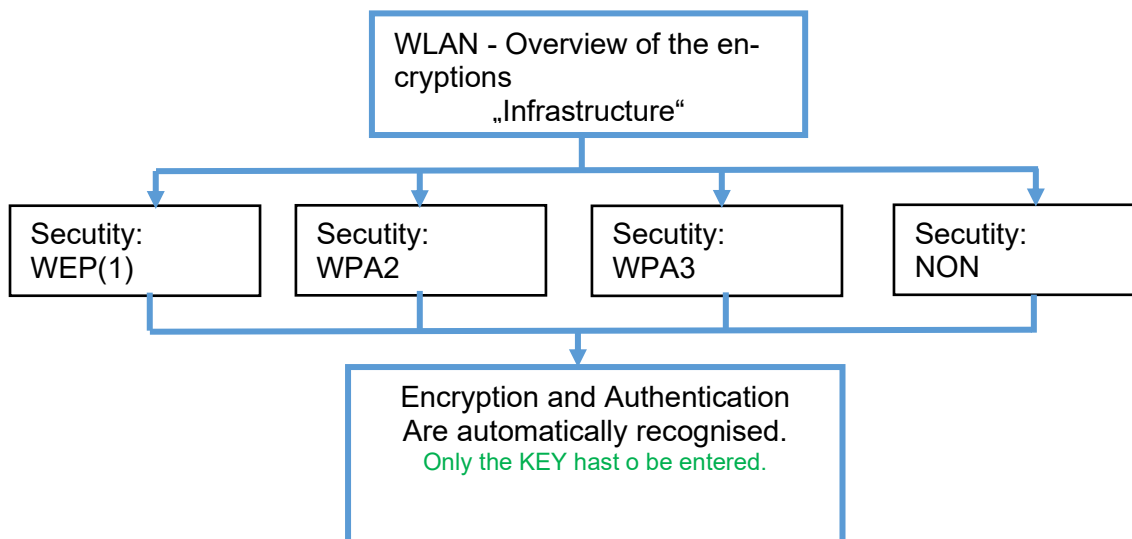 WLAN - Overview of the en-
cryptions
„Infrastructure“
Secutity:
WEP(1)
Secutity:
WPA2
Secutity:
WPA3
Secutity:
NON
Encryption and Authentication
Are automatically recognised.
Only the KEY hast o be entered.